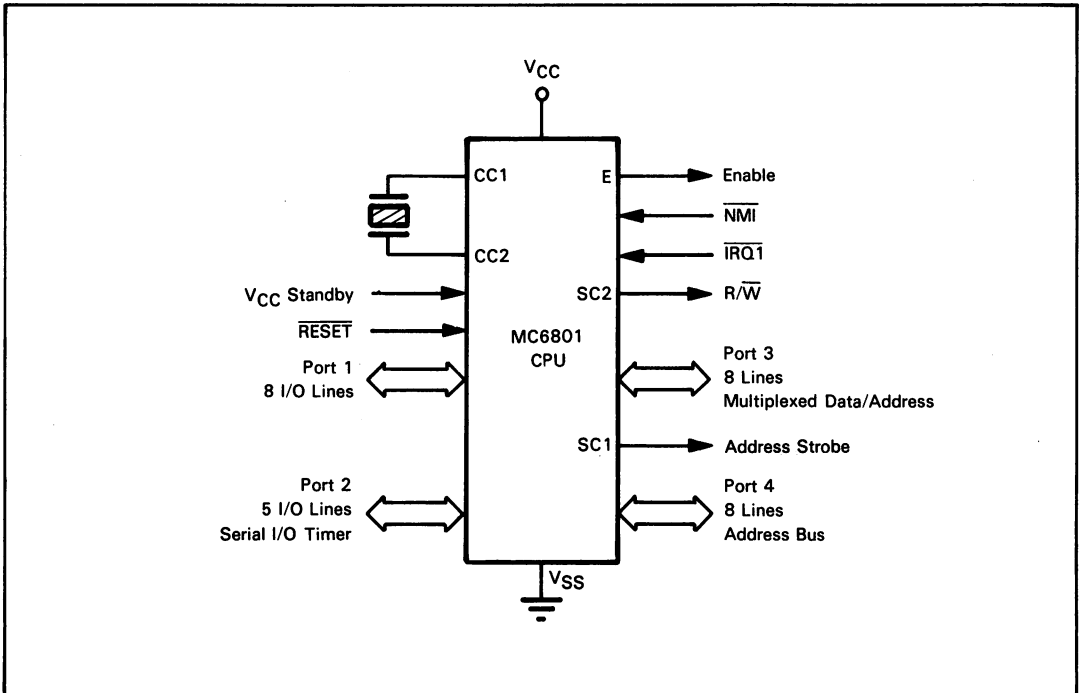 VCC
CC1
CC2
VCC Standby
RESET
Port 1
8 I/O Lines
Port 2
5 I/O Lines
Serial I/O Timer
MC6801
CPU
E
Enable
NMI
IRQ1
SC2
R/W
Port 3
8 Lines
Multiplexed Data/Address
SC1
Address Strobe
Port 4
8 Lines
Address Bus
VSS